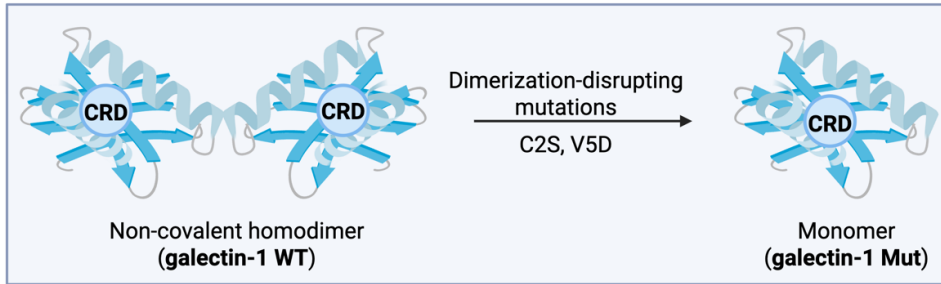 CRD
CRD
Dimerization-disrupting
mutations
C2S, V5D
CRD
Non-covalent homodimer
(galectin-1 WT)
Monomer
(galectin-1 Mut)